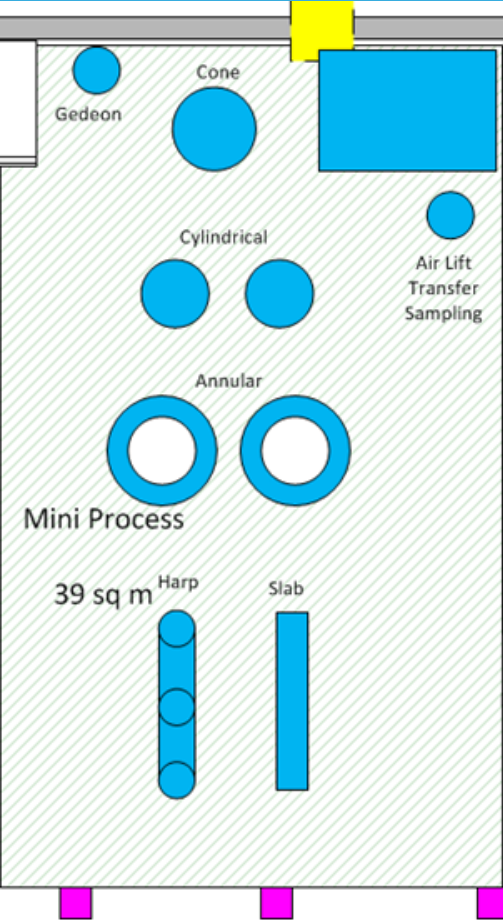 Cone
Gedeon
Cylindrical
Air Lift
Transfer
Sampling
Annular
Mini Process
39 sq m
Harp
Slab